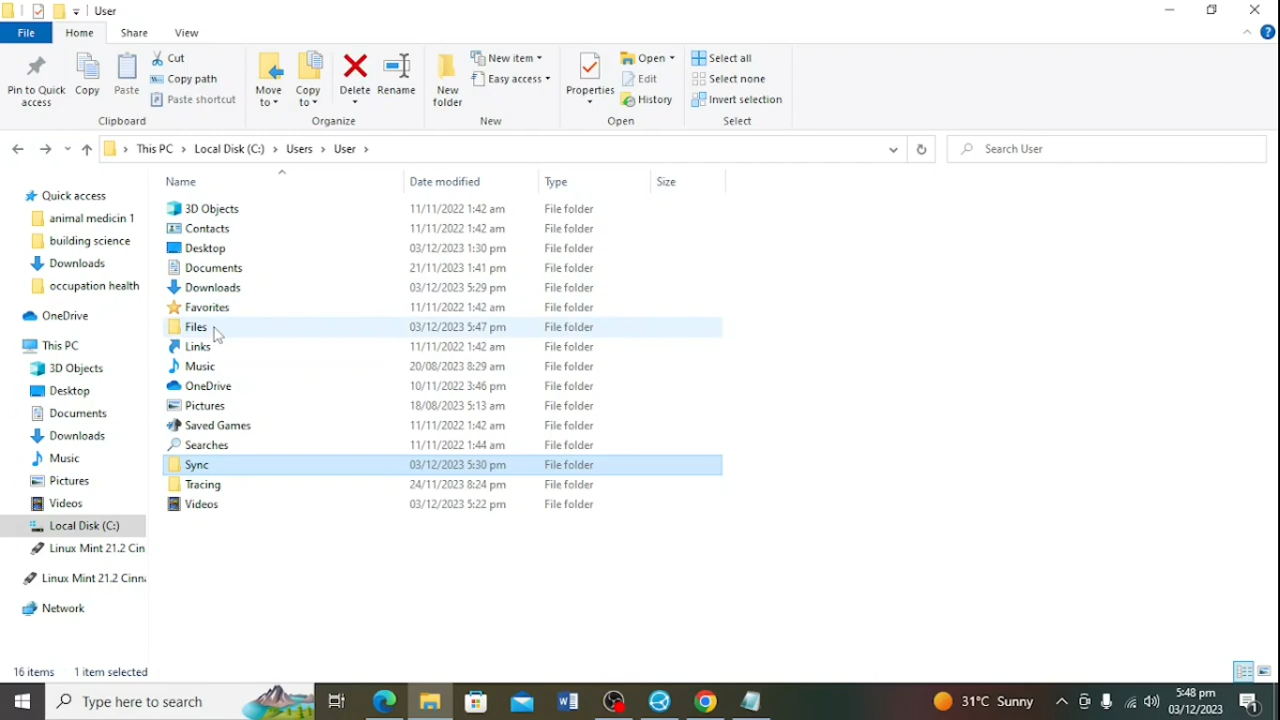 User
File Home Share View
Pin to Quick access
Copy
Paste
Cut
Copy path
Paste shortcut
Clipboard
Move to
Copy to
Delete
Rename
Organize
New folder
New item
Easy access
New
Properties
Open
Edit
History
Open
Select all
Select none
Invert selection
Select
This PC > Local Disk (C:) > Users > User >
Search User
Name Date modified Type Size
3D Objects 11/11/2022 1:42 am File folder
Contacts 11/11/2022 1:42 am File folder
Desktop 03/12/2023 1:30 pm File folder
Documents 21/11/2023 1:41 pm File folder
Downloads 03/12/2023 5:29 pm File folder
Favorites 11/11/2022 1:42 am File folder
Files 03/12/2023 5:47 pm File folder
Links 11/11/2022 1:42 am File folder
Music 20/08/2023 8:29 am File folder
OneDrive 10/11/2022 3:46 pm File folder
Pictures 18/08/2023 5:13 am File folder
Saved Games 11/11/2022 1:42 am File folder
Searches 11/11/2022 1:44 am File folder
Sync 03/12/2023 5:30 pm File folder
Tracing 24/11/2023 8:24 pm File folder
Videos 03/12/2023 5:22 pm File folder
Quick access
animal medicin 1
building science
Downloads
occupation health
OneDrive
This PC
3D Objects
Desktop
Documents
Downloads
Music
Pictures
Videos
Local Disk (C:)
Linux Mint 21.2 Cin
Linux Mint 21.2 Cinn
Network
16 items 1 item selected
Type here to search
31°C Sunny
5:48 pm
03/12/2023
1